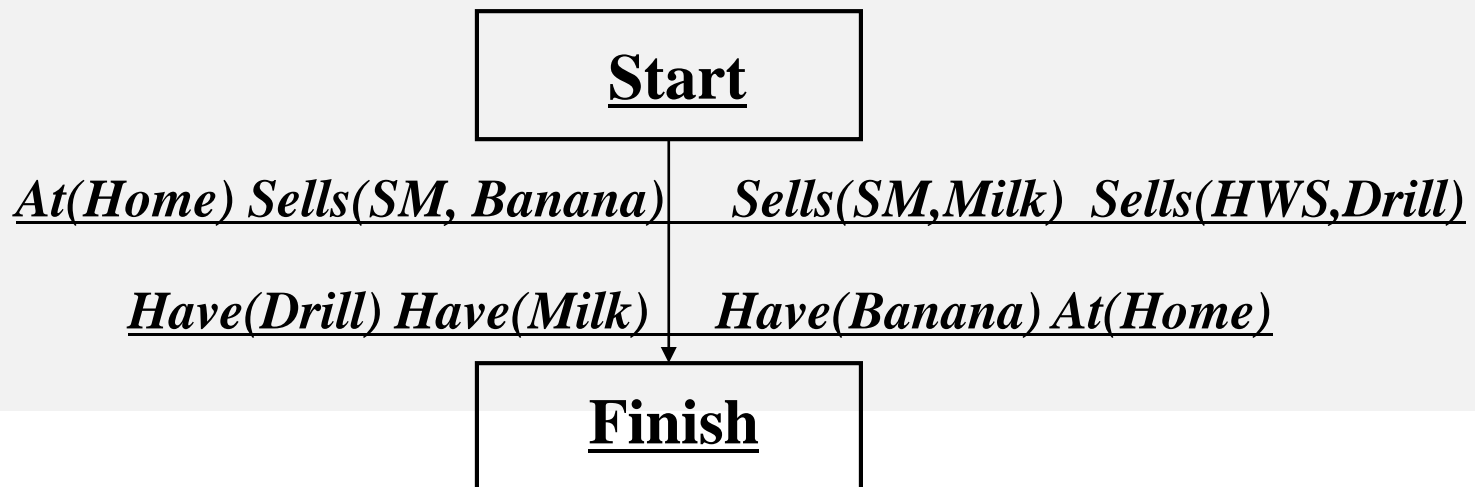 Start
At(Home) Sells(SM, Banana) Sells(SM,Milk) Sells(HWS,Drill)
Have(Drill) Have(Milk) Have(Banana) At(Home)
Finish